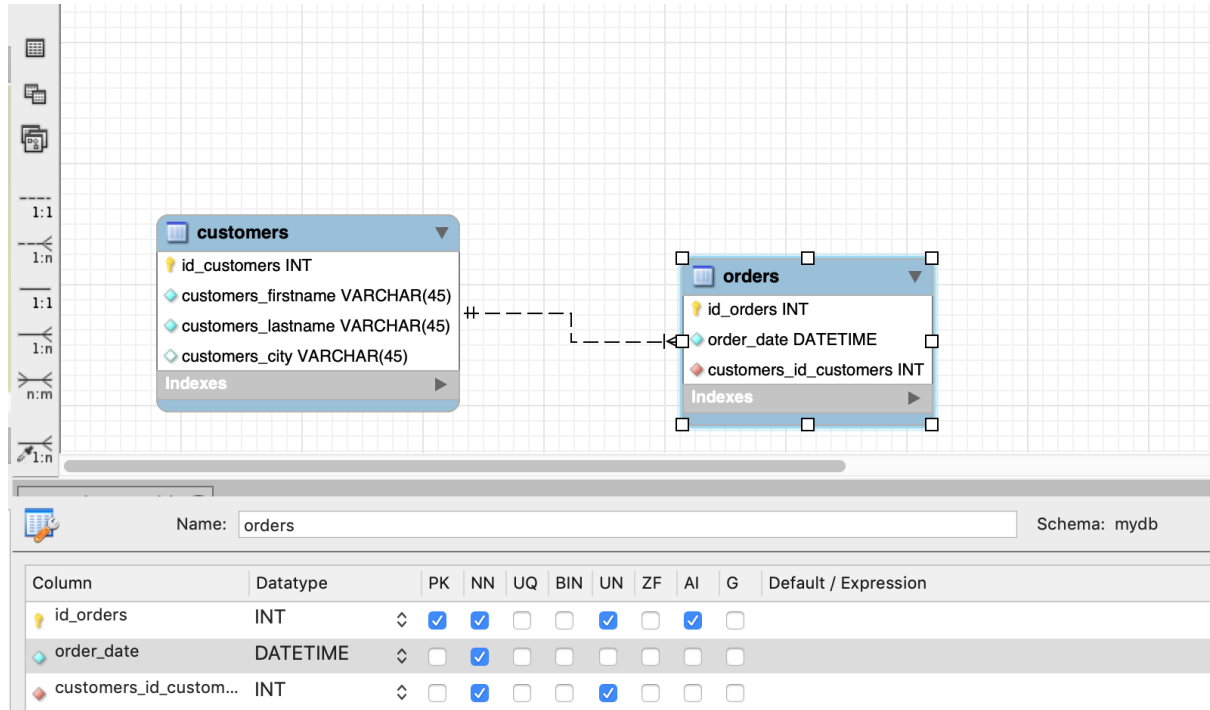 1:1
1:n
1:1
1:n
n:m
1:n
customers
id_customers INT
customers_firstname VARCHAR(45)
customers_lastname VARCHAR(45)
customers_city VARCHAR(45)
Indexes
orders
id_orders INT
order_date DATETIME
customers_id_customers INT
Indexes
Name: orders Schema: mydb
Column Datatype PK NN UQ BIN UN ZF AI G Default / Expression
id_orders INT
order_date DATETIME
customers_id_custom... INT